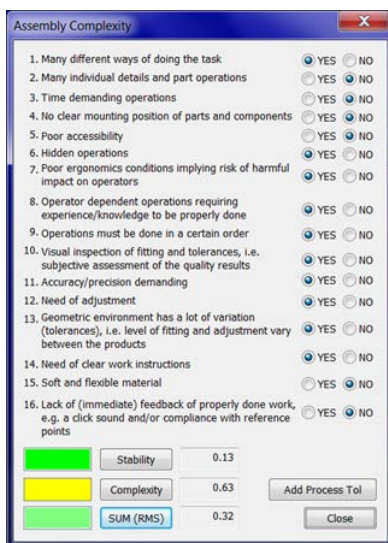 Assembly Complexity
1. Many different ways of doing the task YES NO
2. Many individual details and part operations YES NO
3. Time demanding operations YES NO
4. No clear mounting position of parts and components YES NO
5. Poor accessibility YES NO
6. Hidden operations YES NO
7. Poor ergonomics conditions implying risk of harmful
impact on operators YES NO
8. Operator dependent operations requiring
experience/knowledge to be properly done YES NO
9. Operations must be done in a certain order YES NO
10. Visual inspection of fitting and tolerances, i.e.
subjective assessment of the quality results YES NO
11. Accuracy/precision demanding YES NO
12. Need of adjustment YES NO
13. Geometric environment has a lot of variation
(tolerances), i.e. level of fitting and adjustment vary YES NO
between the products
14. Need of clear work instructions YES NO
15. Soft and flexible material YES NO
16. Lack of (immediate) feedback of properly done work,
e.g. a click sound and/or compliance with reference YES NO
points
Stability 0.13
Complexity 0.63 Add Process Tol
SUM (RMS) 0.32 Close